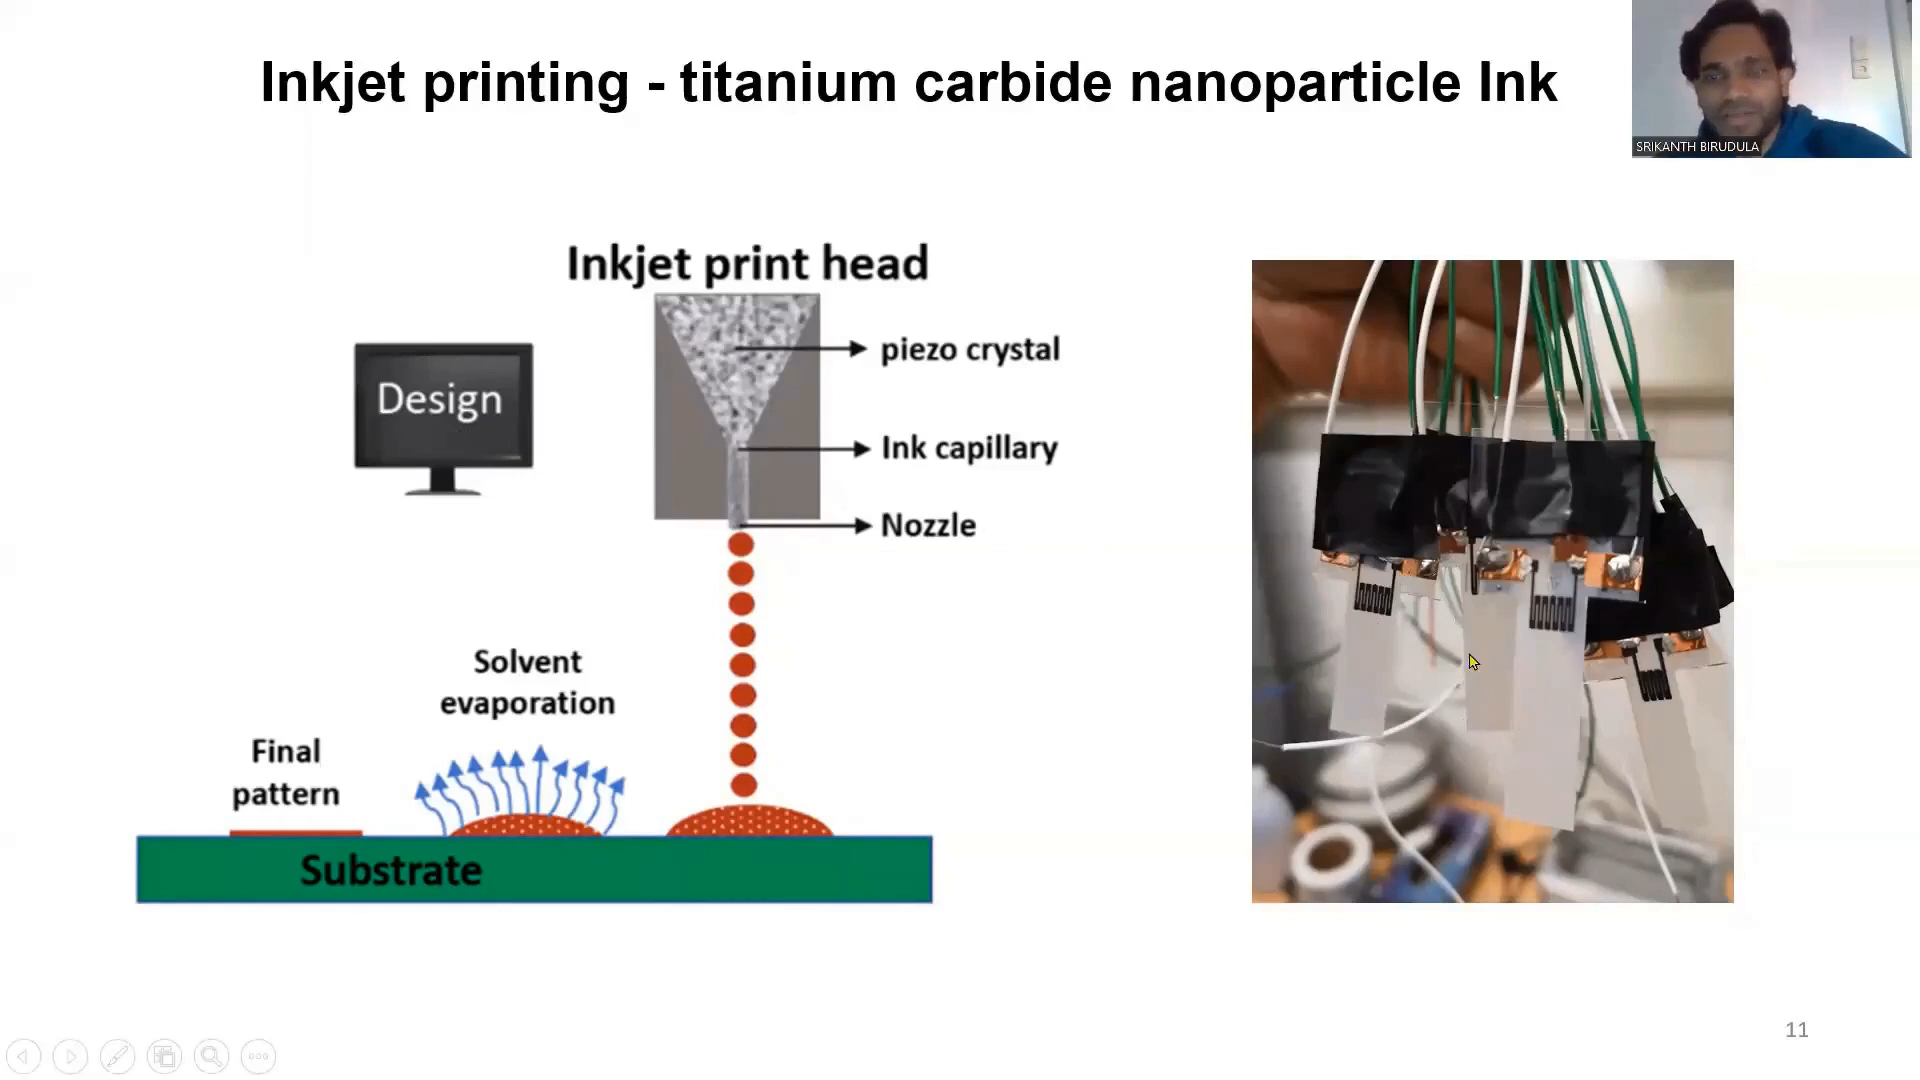 Inkjet printing - titanium carbide nanoparticle Ink
SRIKANTH BIRUDULA
Inkjet print head
piezo crystal
Design
Ink capillary
Nozzle
Solvent
evaporation
Final
pattern
Substrate
11